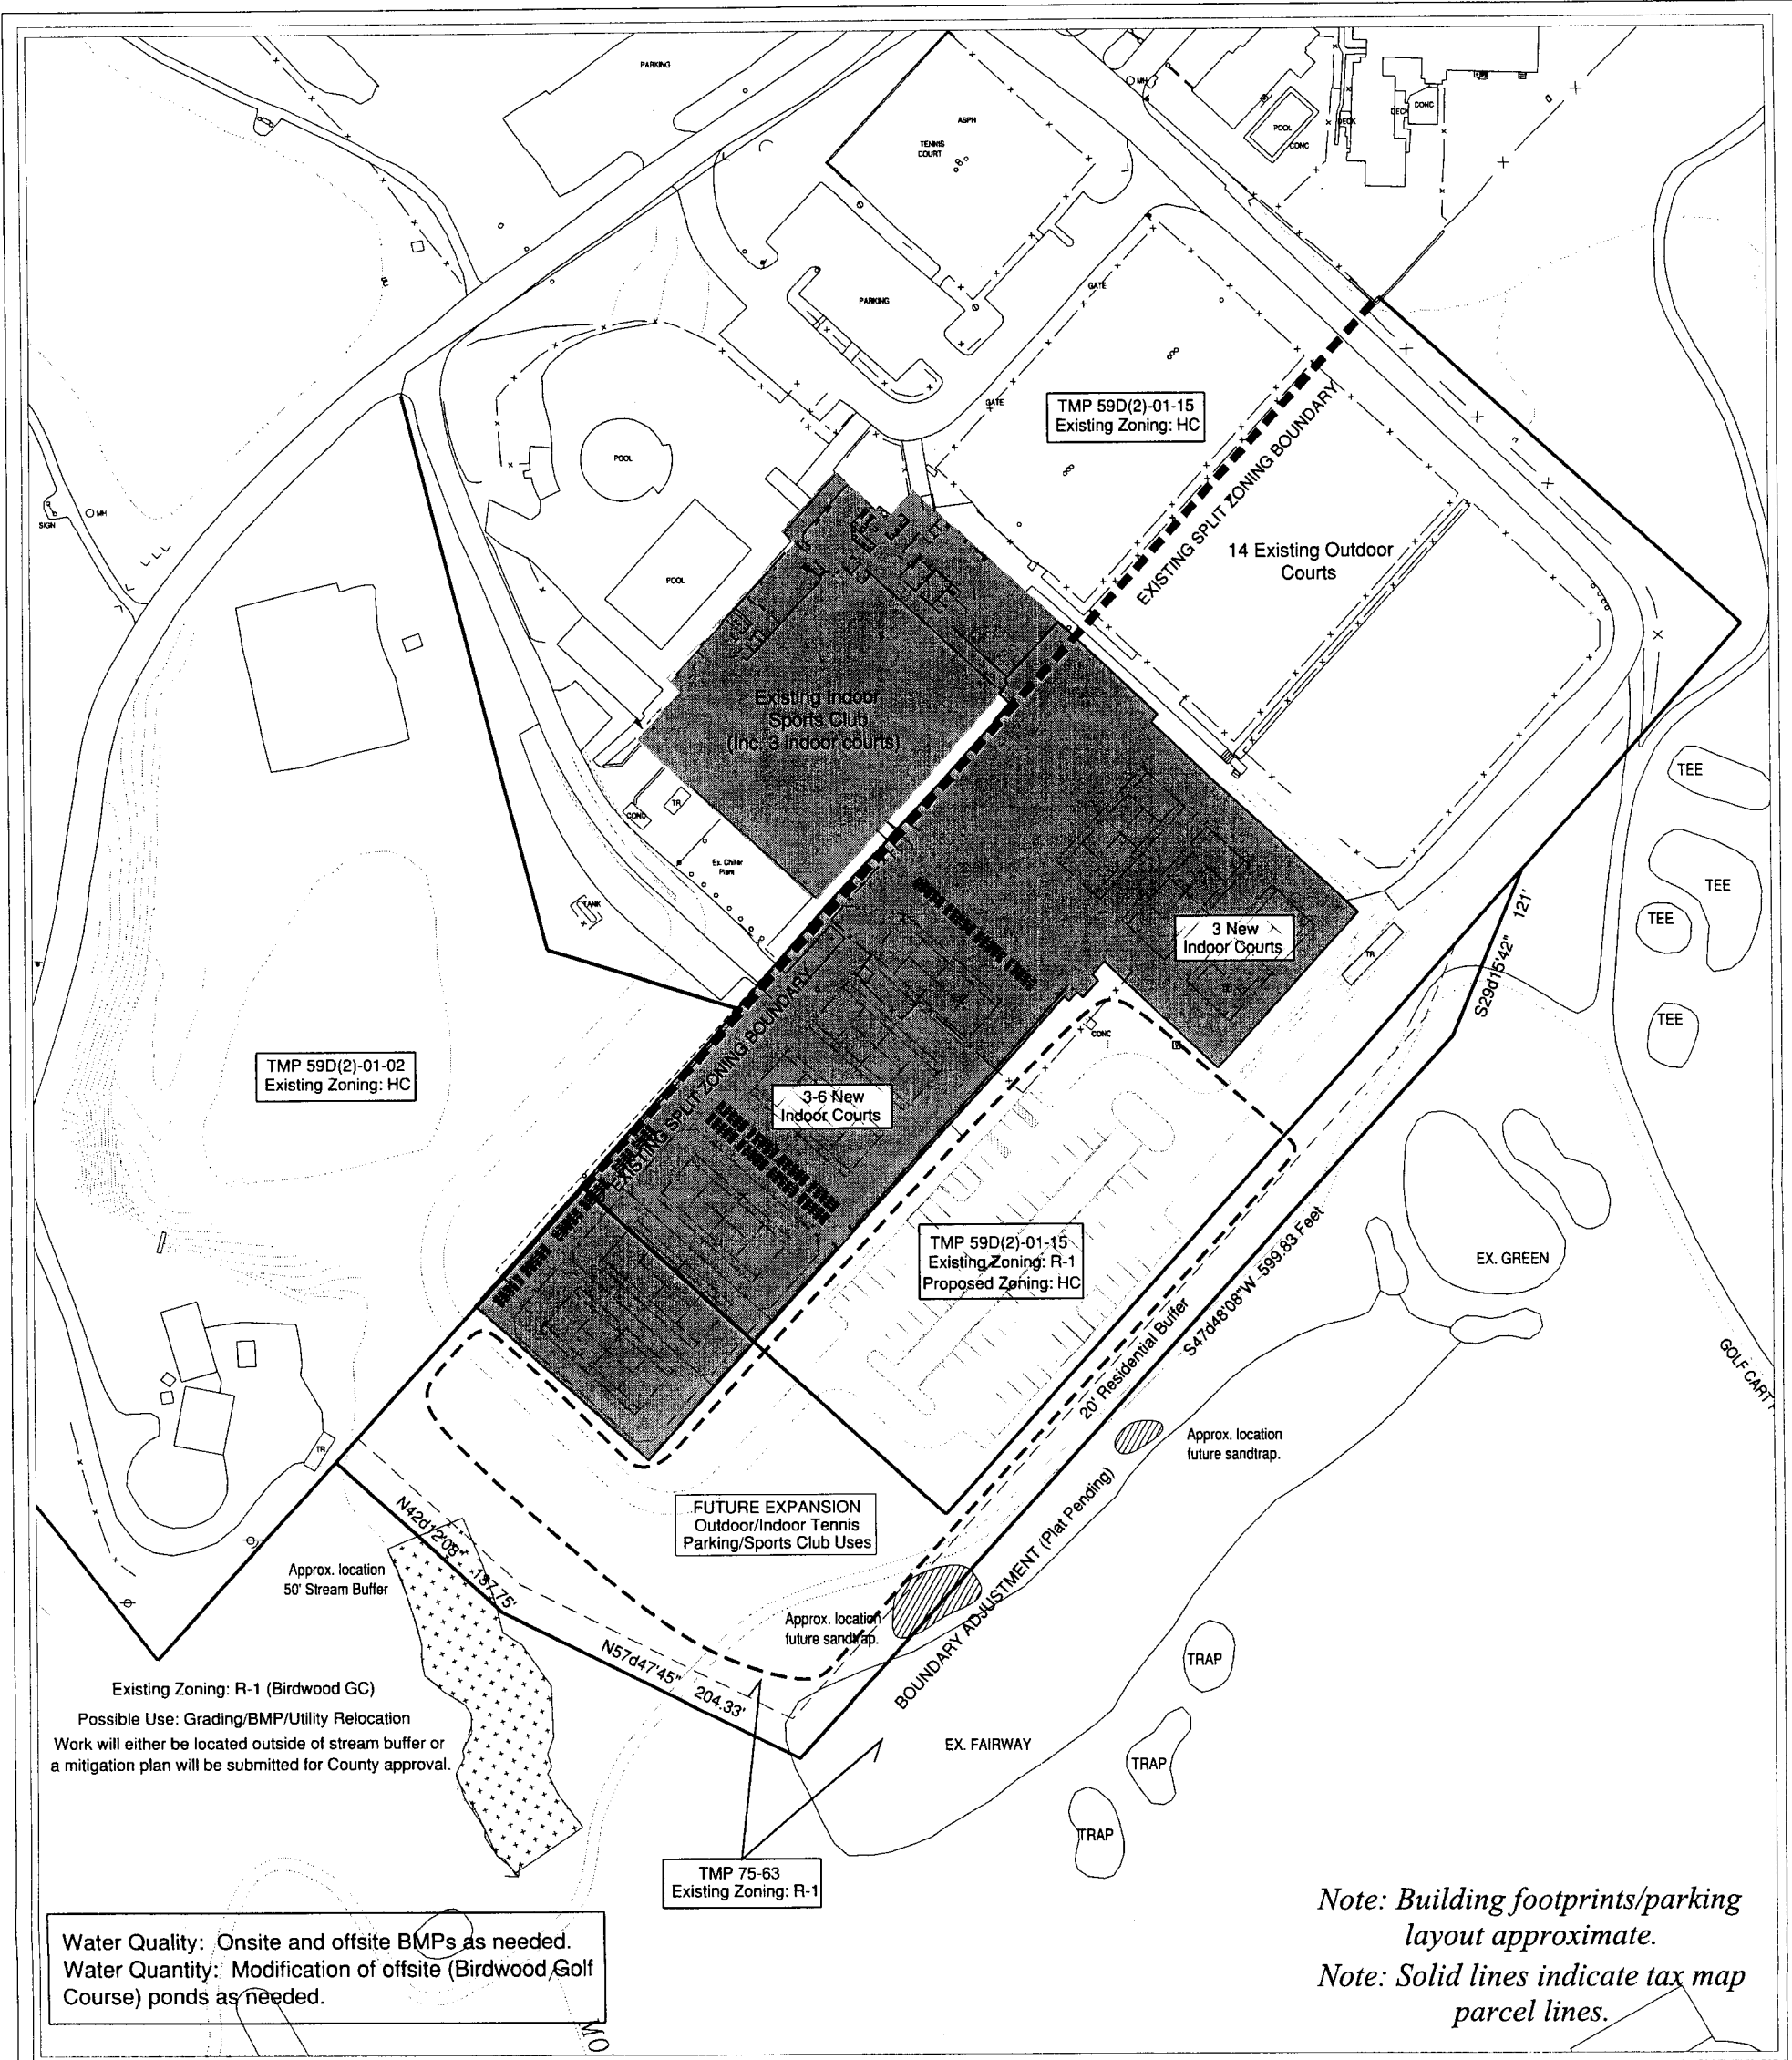 PARKING
MH
ASPH
TENNIS
COURT
POOL
CONC
DECK
DECK
CONC
GATE
PARKING
GATE
TMP 59D(2)-01-15
Existing Zoning: HC
EXISTING SPLIT ZONING BOUNDARY
14 Existing Outdoor
Courts
POOL
SIGN
MH
POOL
Existing Indoor
Sports Club
(Inc. 3 indoor courts)
TR
COND
Ex. Chiller
Plant
TANK
TEE
TEE
TEE
TEE
3 New
Indoor Courts
TR
121'
S29d15'42"
CONC
EXISTING SPLIT ZONING BOUNDARY
TMP 59D(2)-01-02
Existing Zoning: HC
3-6 New
Indoor Courts
TMP 59D(2)-01-15
Existing Zoning: R-1
Proposed Zoning: HC
S47d48'08"W 599.83 Feet
20' Residential Buffer
EX. GREEN
GOLF CART
TR
Approx. location
future sandtrap.
FUTURE EXPANSION
Outdoor/Indoor Tennis
Parking/Sports Club Uses
N42d12'08" 137.75'
Approx. location
50' Stream Buffer
BOUNDARY ADJUSTMENT (Plat Pending)
Approx. location
future sandtrap.
N57d47'45" 204.33'
TRAP
Existing Zoning: R-1 (Birdwood GC)
Possible Use: Grading/BMP/Utility Relocation
Work will either be located outside of stream buffer or
a mitigation plan will be submitted for County approval.
EX. FAIRWAY
TRAP
TRAP
TMP 75-63
Existing Zoning: R-1
Water Quality: Onsite and offsite BMPs as needed.
Water Quantity: Modification of offsite (Birdwood Golf
Course) ponds as needed.
Note: Building footprints/parking
layout approximate.
Note: Solid lines indicate tax map
parcel lines.